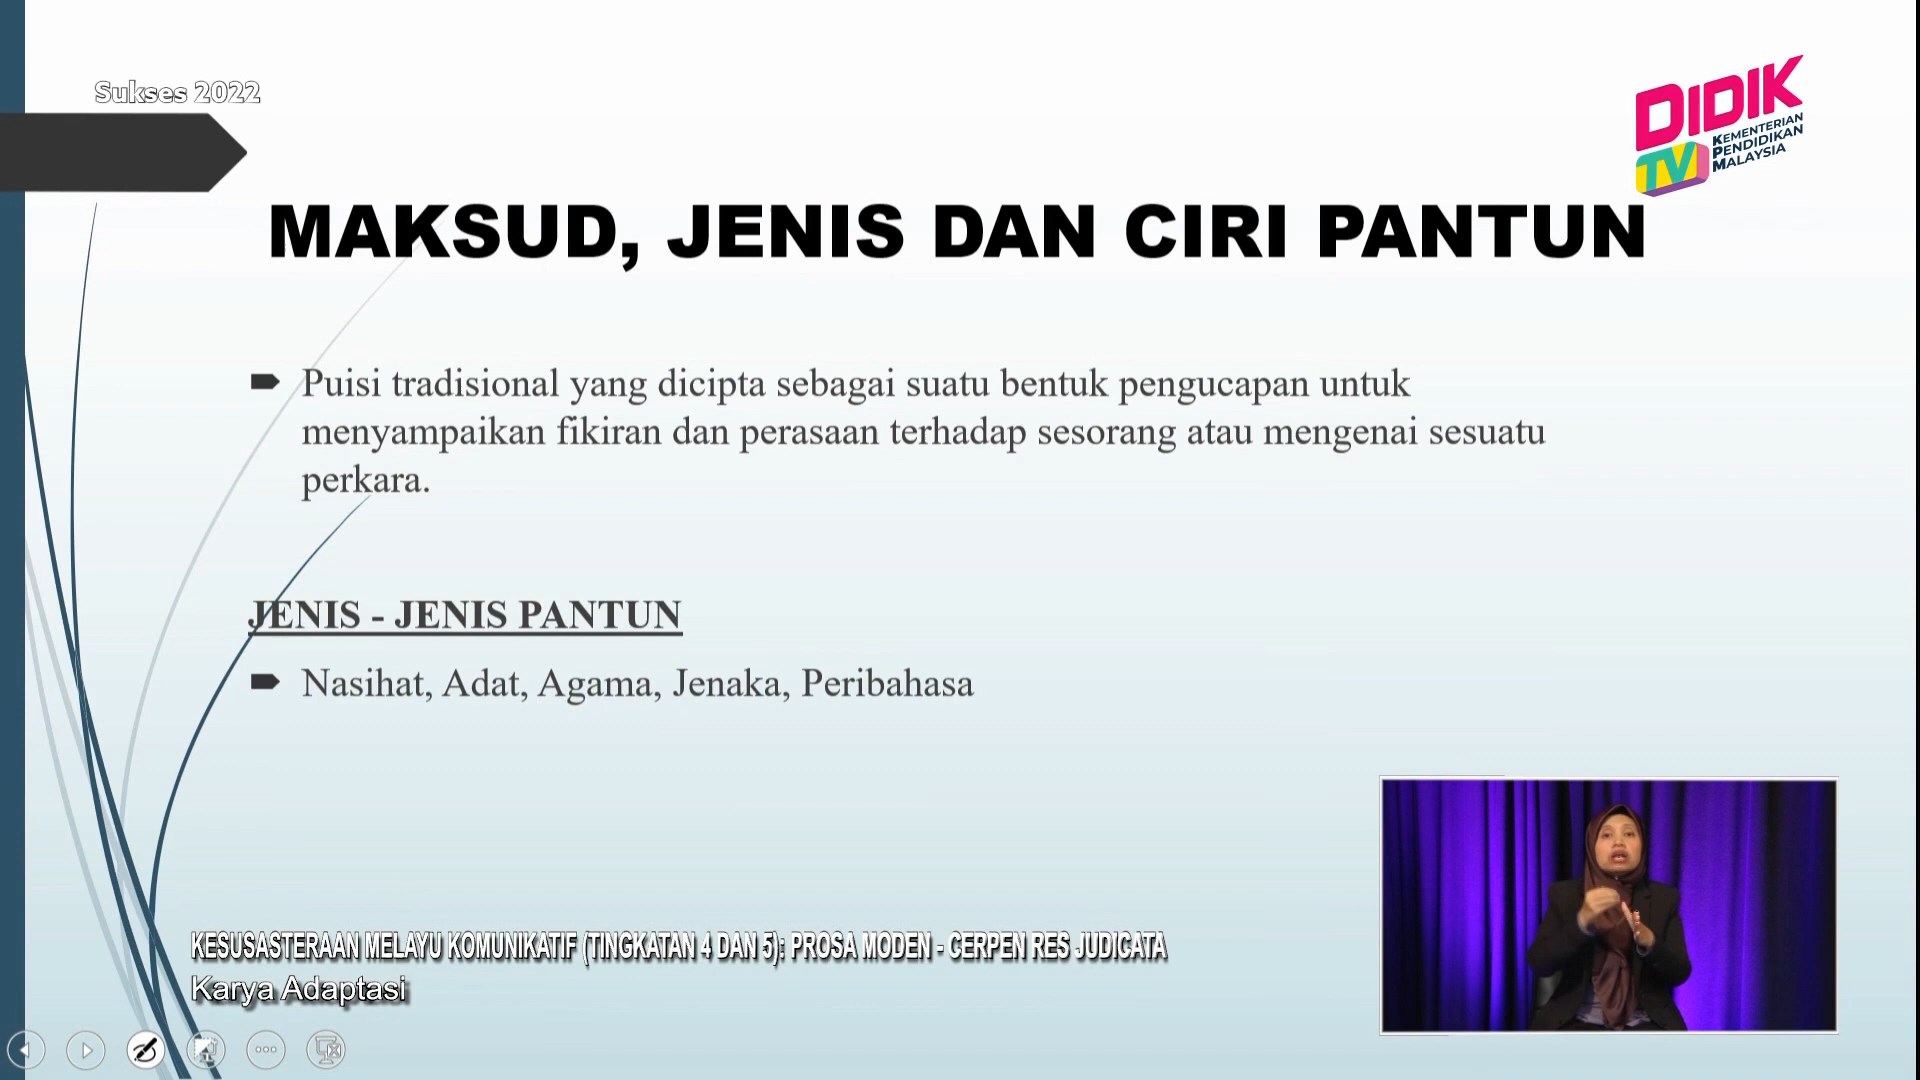 Sukses 2022
DIDIK
TV
KEMENTERIAN
PENDIDIKAN
MALAYSIA
MAKSUD, JENIS DAN CIRI PANTUN
Puisi tradisional yang dicipta sebagai suatu bentuk pengucapan untuk
menyampaikan fikiran dan perasaan terhadap sesorang atau mengenai sesuatu
perkara.
JENIS - JENIS PANTUN
Nasihat, Adat, Agama, Jenaka, Peribahasa
KESUSASTERAAN MELAYU KOMUNIKATIF (TINGKATAN 4 DAN 5): PROSA MODEN - CERPEN RES JUDICATA
Karya Adaptasi